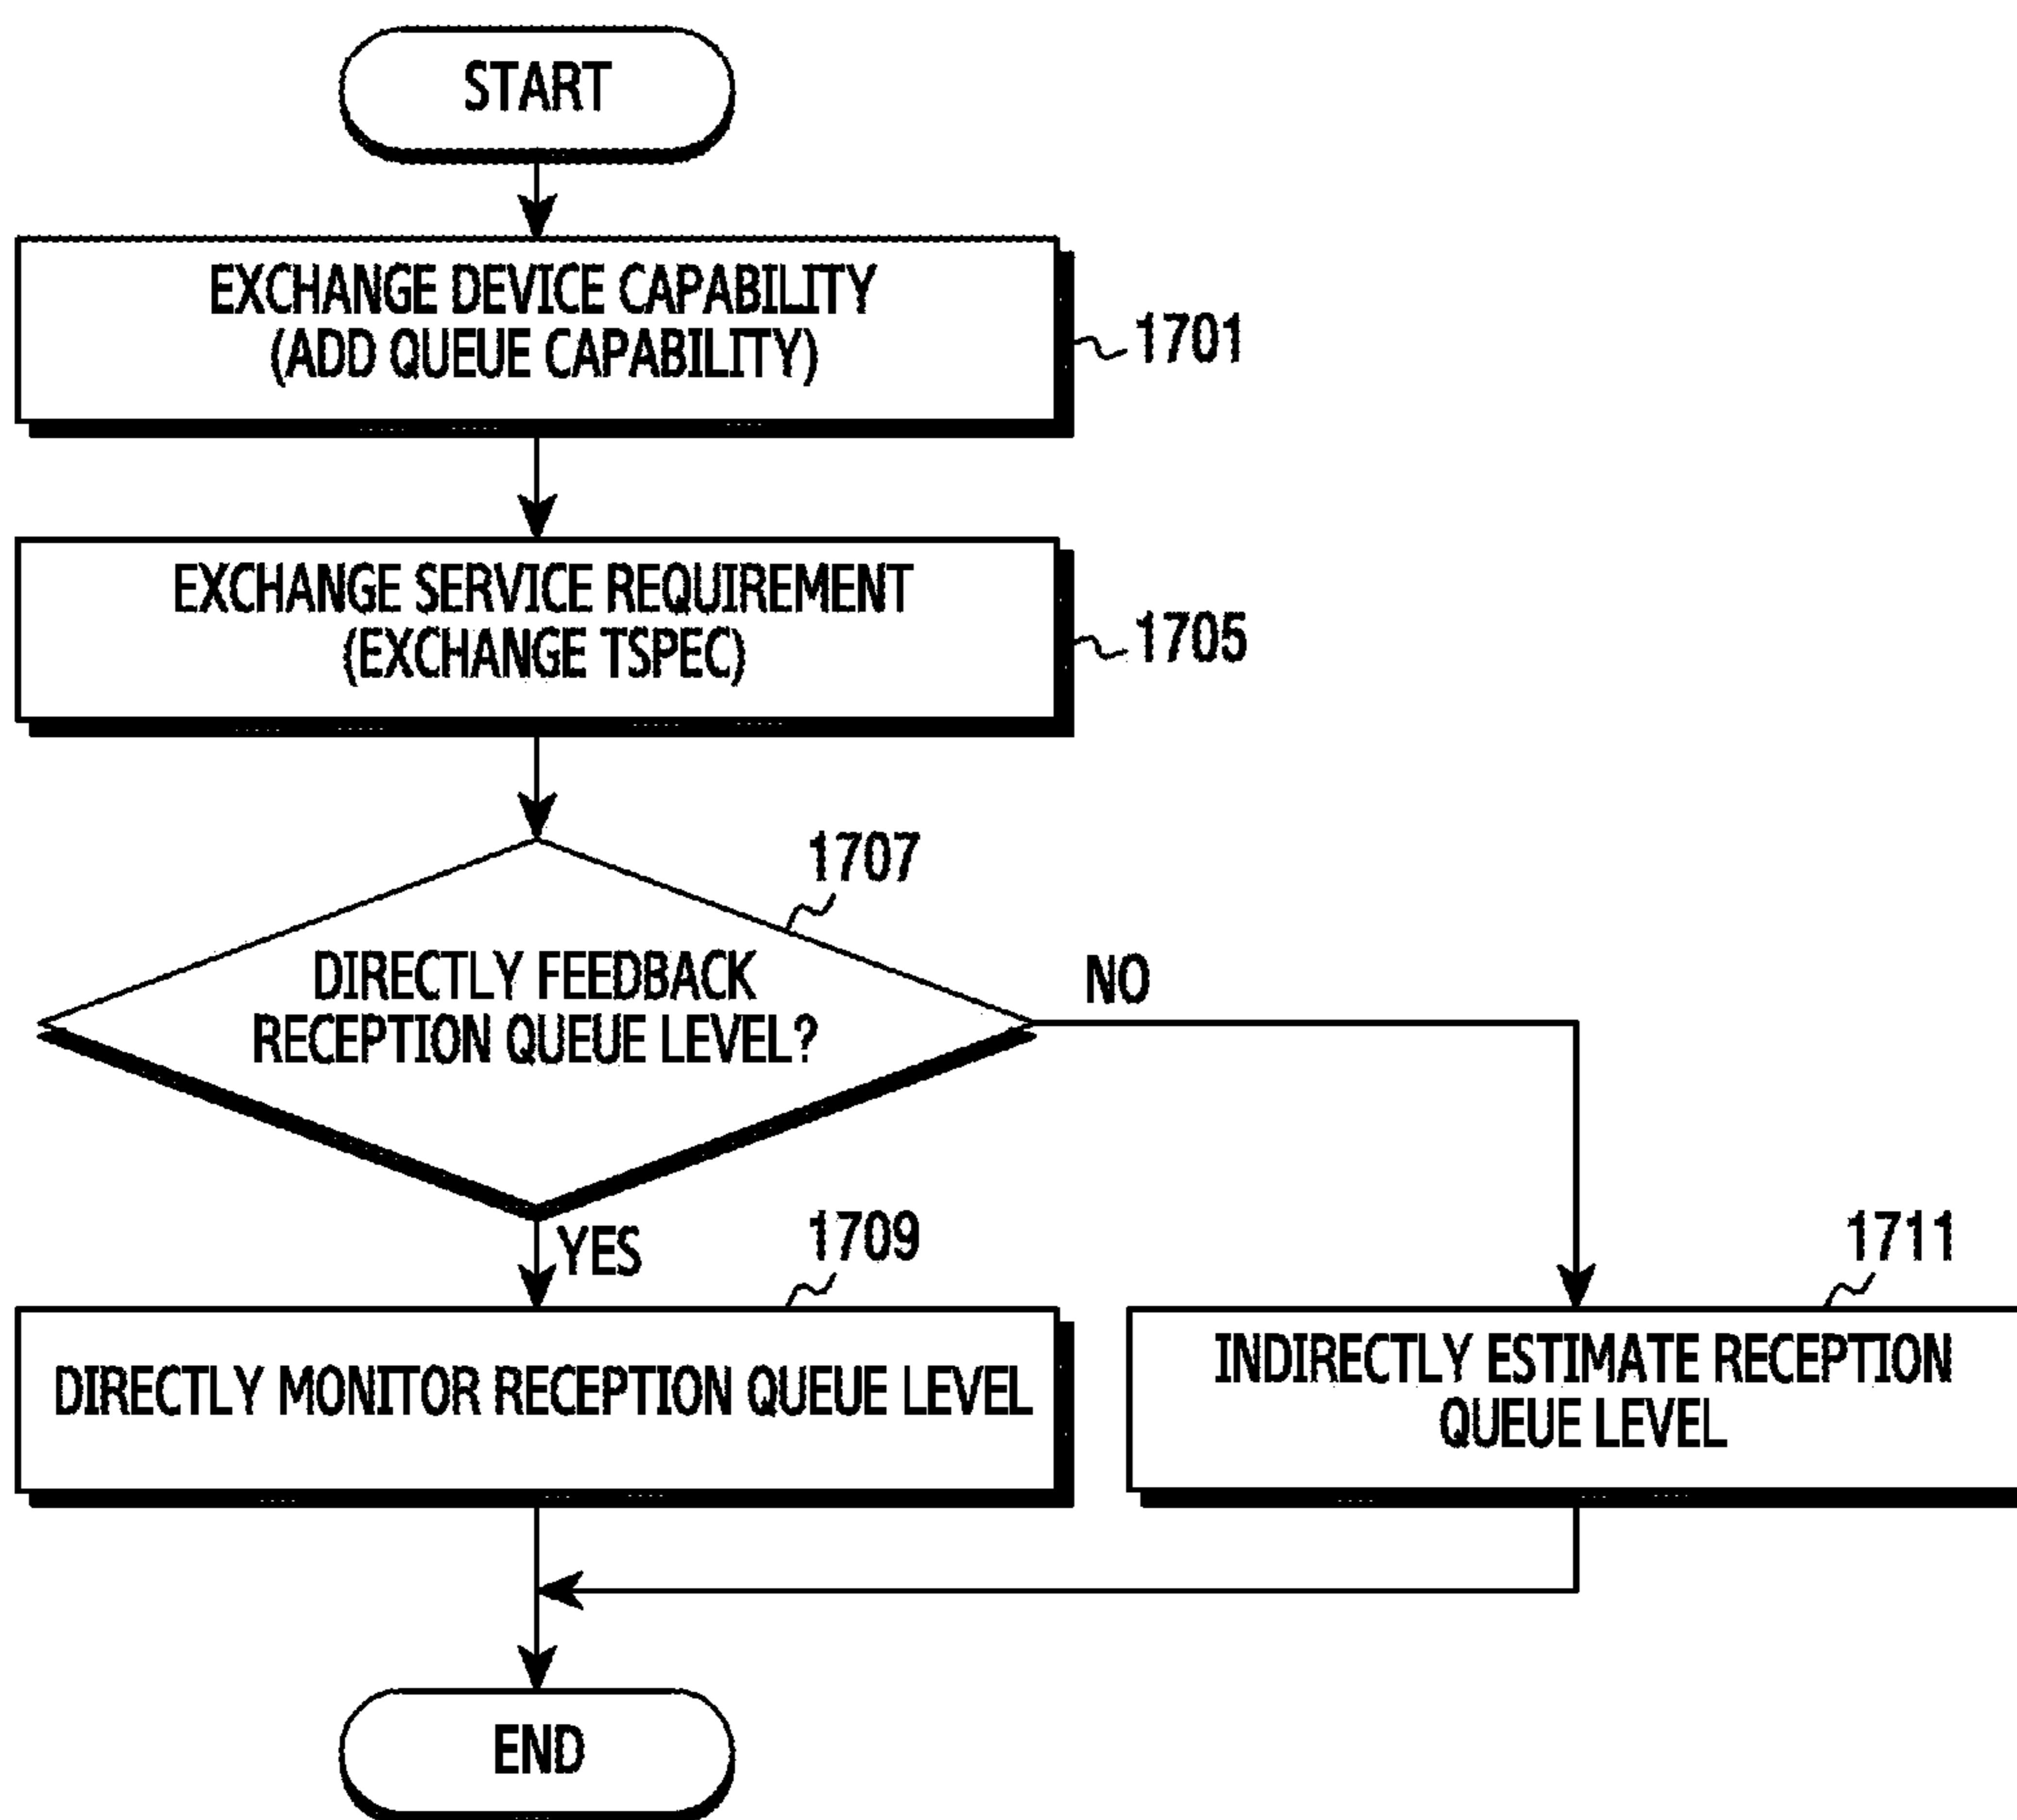 START
EXCHANGE DEVICE CAPABILITY
(ADD QUEUE CAPABILITY)
1701
EXCHANGE SERVICE REQUIREMENT
(EXCHANGE TSPEC)
1705
1707
DIRECTLY FEEDBACK
RECEPTION QUEUE LEVEL?
NO
YES
1709
DIRECTLY MONITOR RECEPTION QUEUE LEVEL
1711
INDIRECTLY ESTIMATE RECEPTION
QUEUE LEVEL
END